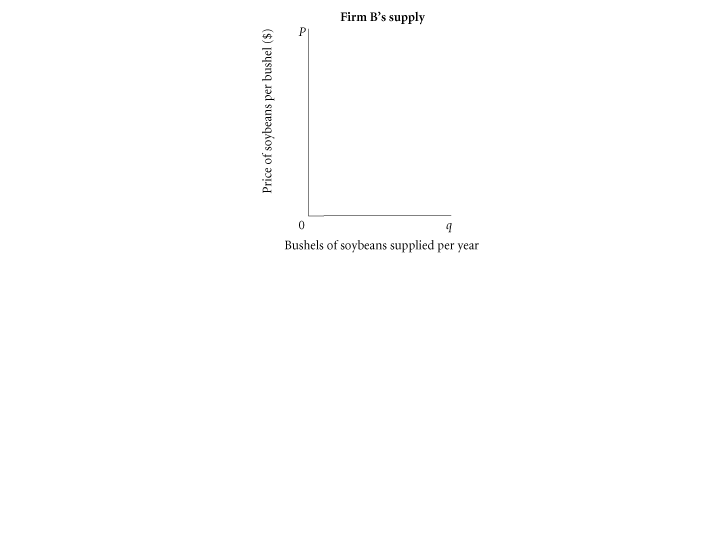 Firm B's supply
P
Price of soybeans per bushel ($)
0
q
Bushels of soybeans supplied per year